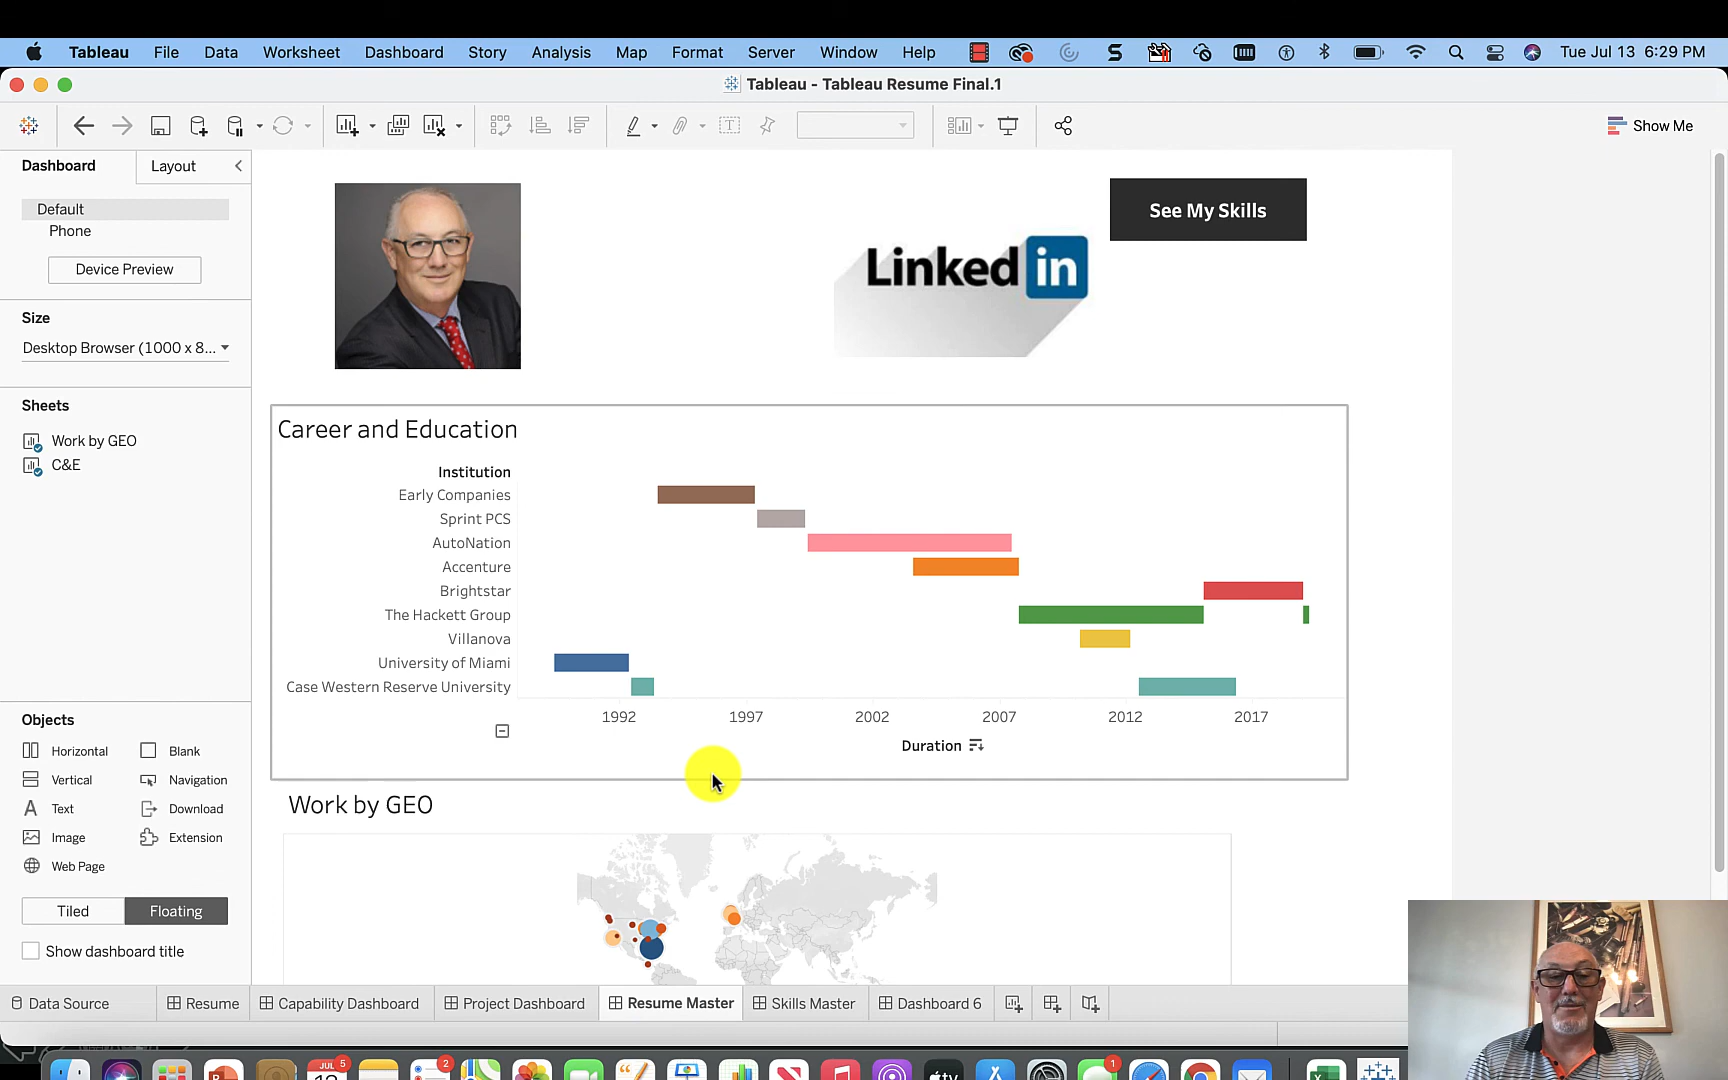 Tableau File Data Worksheet Dashboard Story Analysis Map Format Server Window Help Tue Jul 13 6:29 PM
Tableau - Tableau Resume Final.1
Show Me
Dashboard
Layout
Default
Phone
Device Preview
Size
Desktop Browser (1000 x 8...
Sheets
Work by GEO
C&E
Objects
Horizontal
Blank
Vertical
Navigation
Text
Download
Image
Extension
Web Page
Tiled
Floating
Show dashboard title
Linked in
See My Skills
Career and Education
Institution
Early Companies
Sprint PCS
AutoNation
Accenture
Brightstar
The Hackett Group
Villanova
University of Miami
Case Western Reserve University
1992 1997 2002 2007 2012 2017
Duration
Work by GEO
Data Source Resume Capability Dashboard Project Dashboard Resume Master Skills Master Dashboard 6
JUL 5
2
1